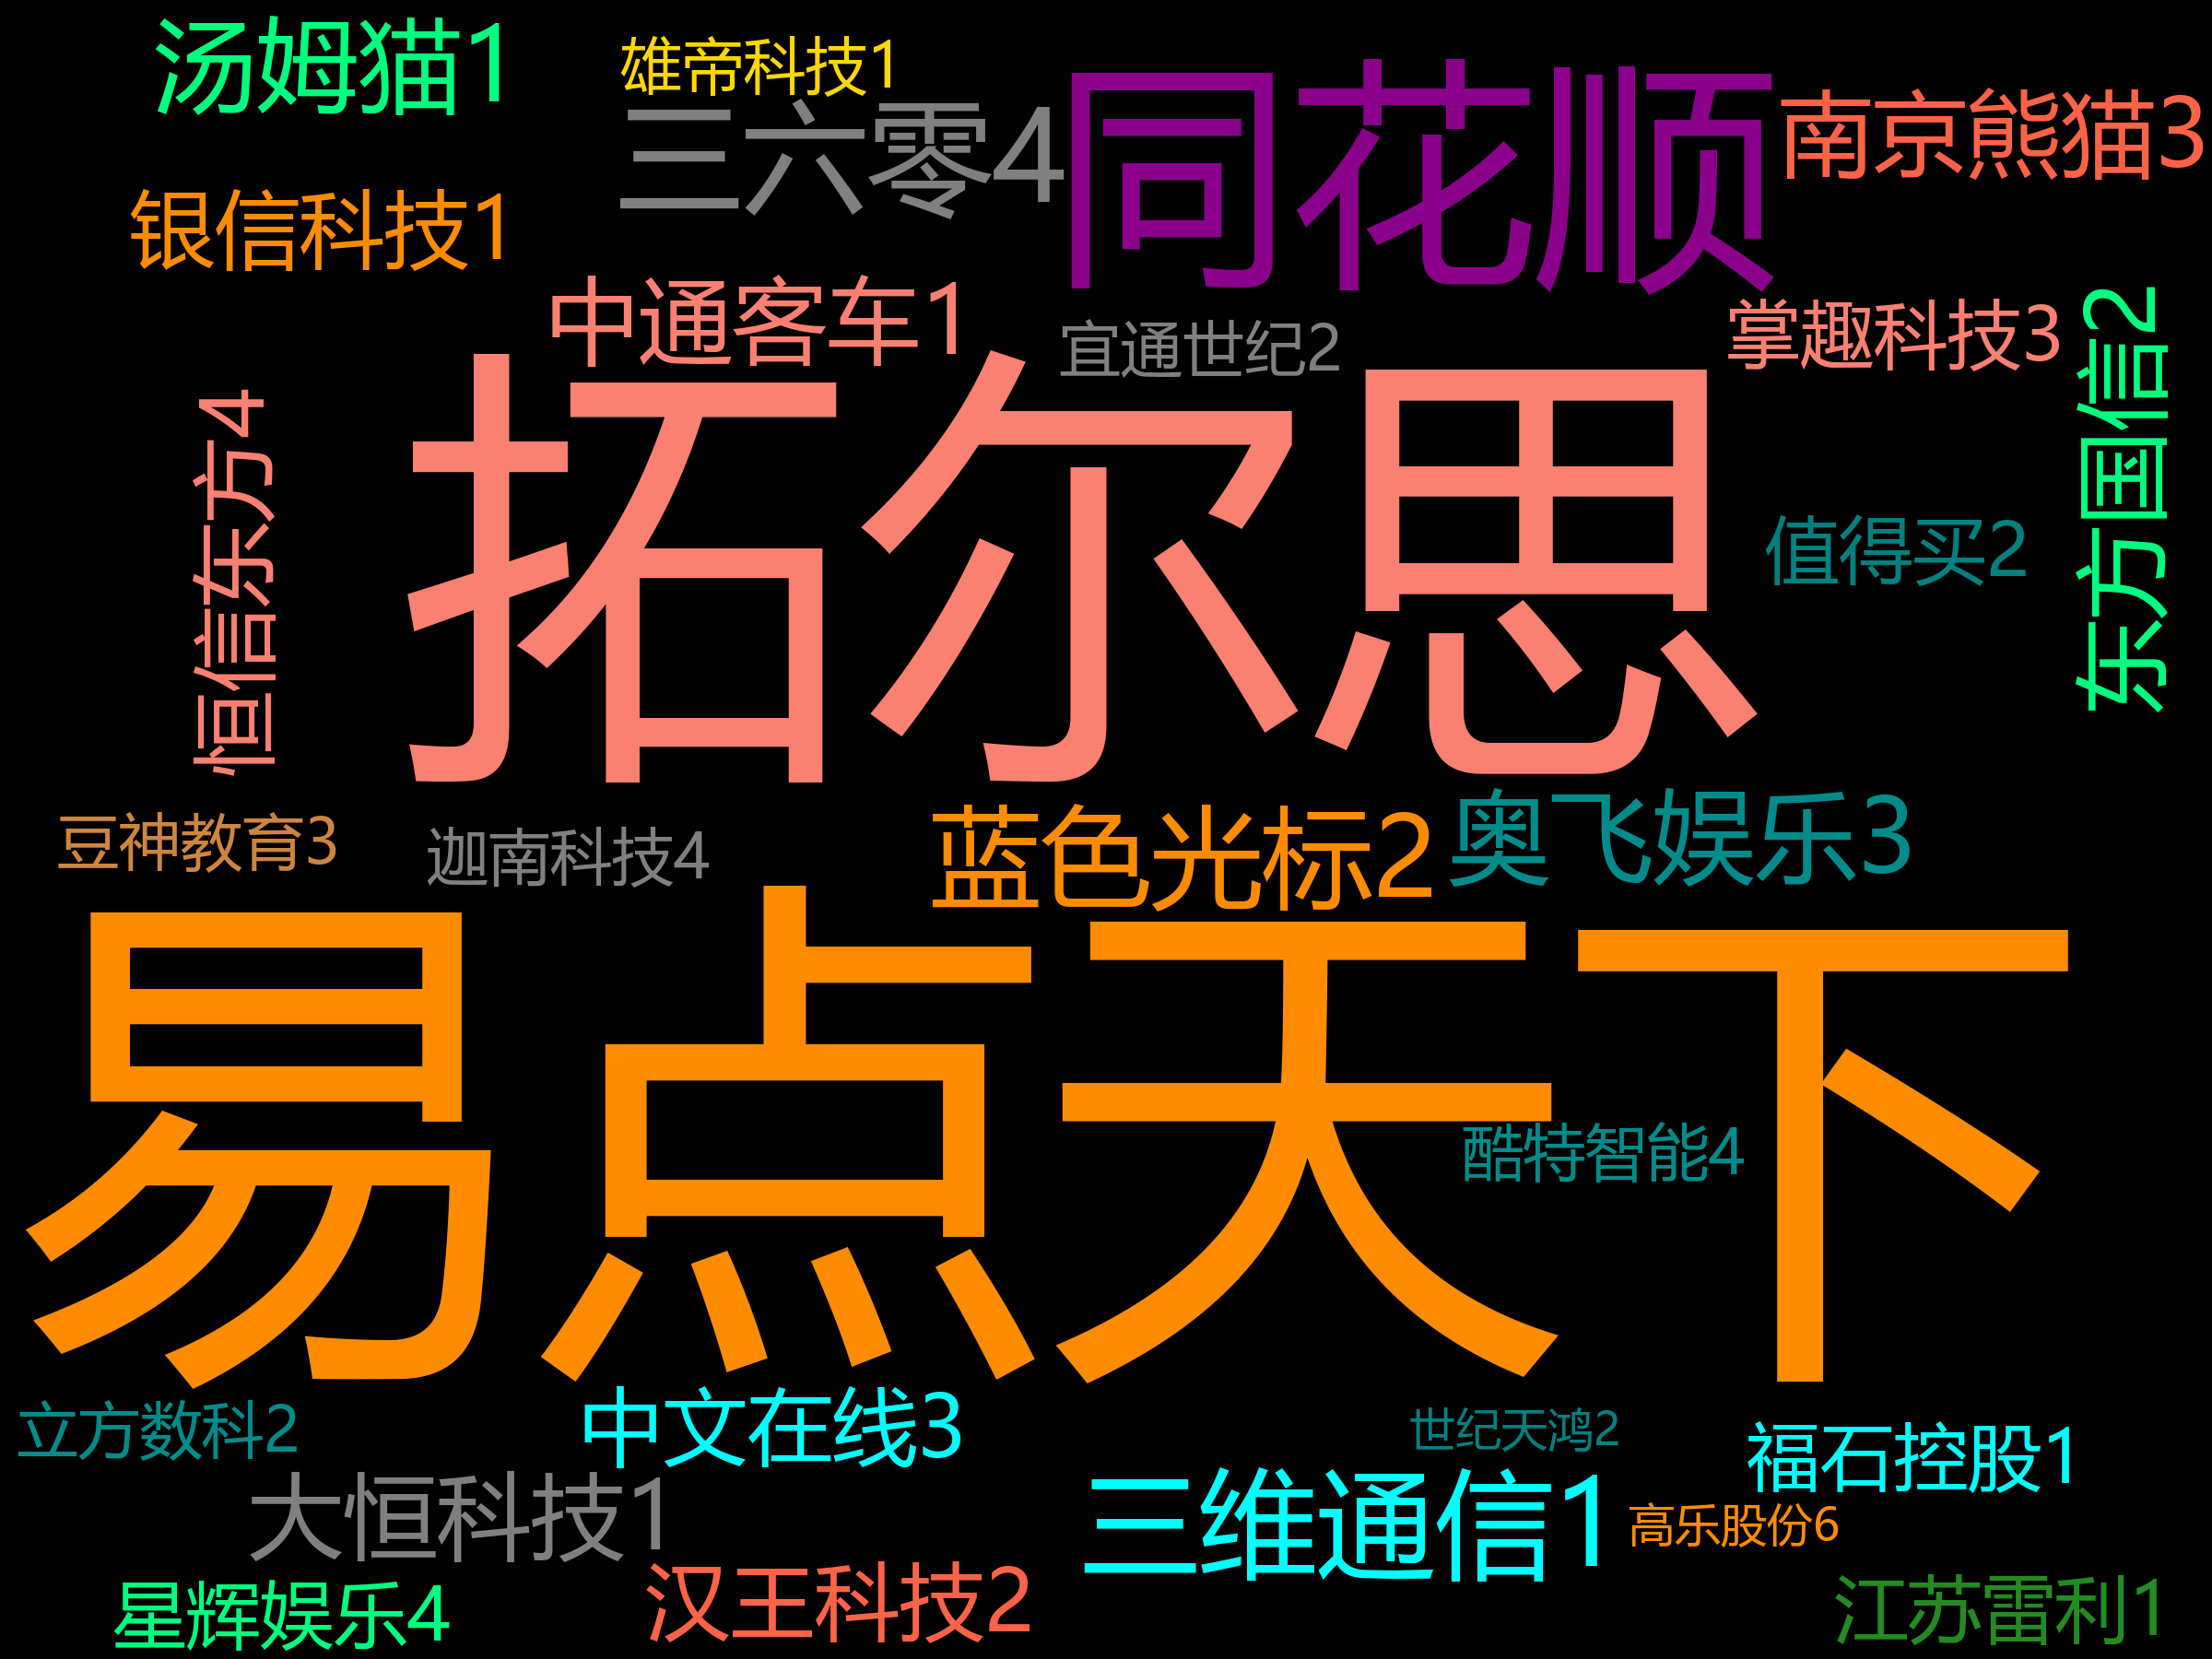 汤姆猫1
雄帝科技1
三六零4
同花顺
南京熊猫3
银信科技1
中通客车1
宜通世纪2
掌趣科技3
东方国信2
恒信东方4
拓尔思
值得买2
豆神教育3
迦南科技4
蓝色光标2
奥飞娱乐3
易点天下
酷特智能4
立方数科2
中文在线3
世纪天鸿2
福石控股1
大恒科技1
三维通信1
高乐股份6
星辉娱乐4
汉王科技2
江苏雷利1